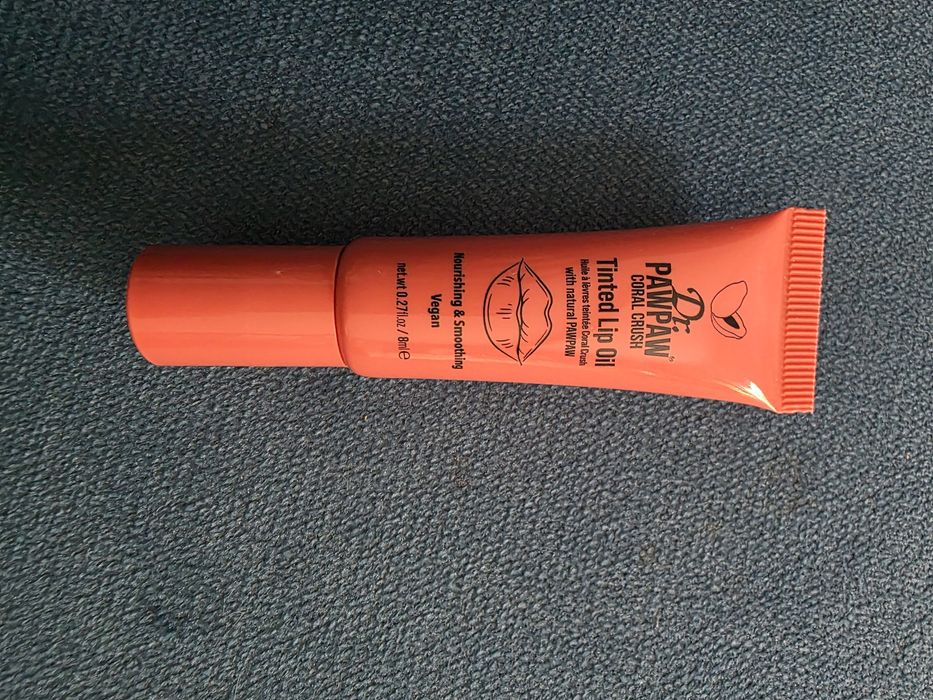 Dr.
PAWPAW
CORAL CRUSH
Tinted Lip Oil
Huile à lèvres teintée Coral Crush
with natural PAWPAW
Nourishing & Smoothing
Vegan
net.wt 0.27fl.oz / 8ml℮